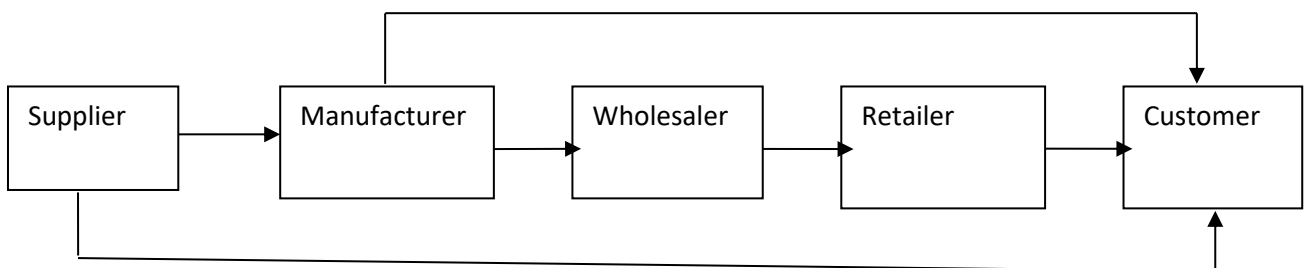 Supplier
Manufacturer
Wholesaler
Retailer
Customer